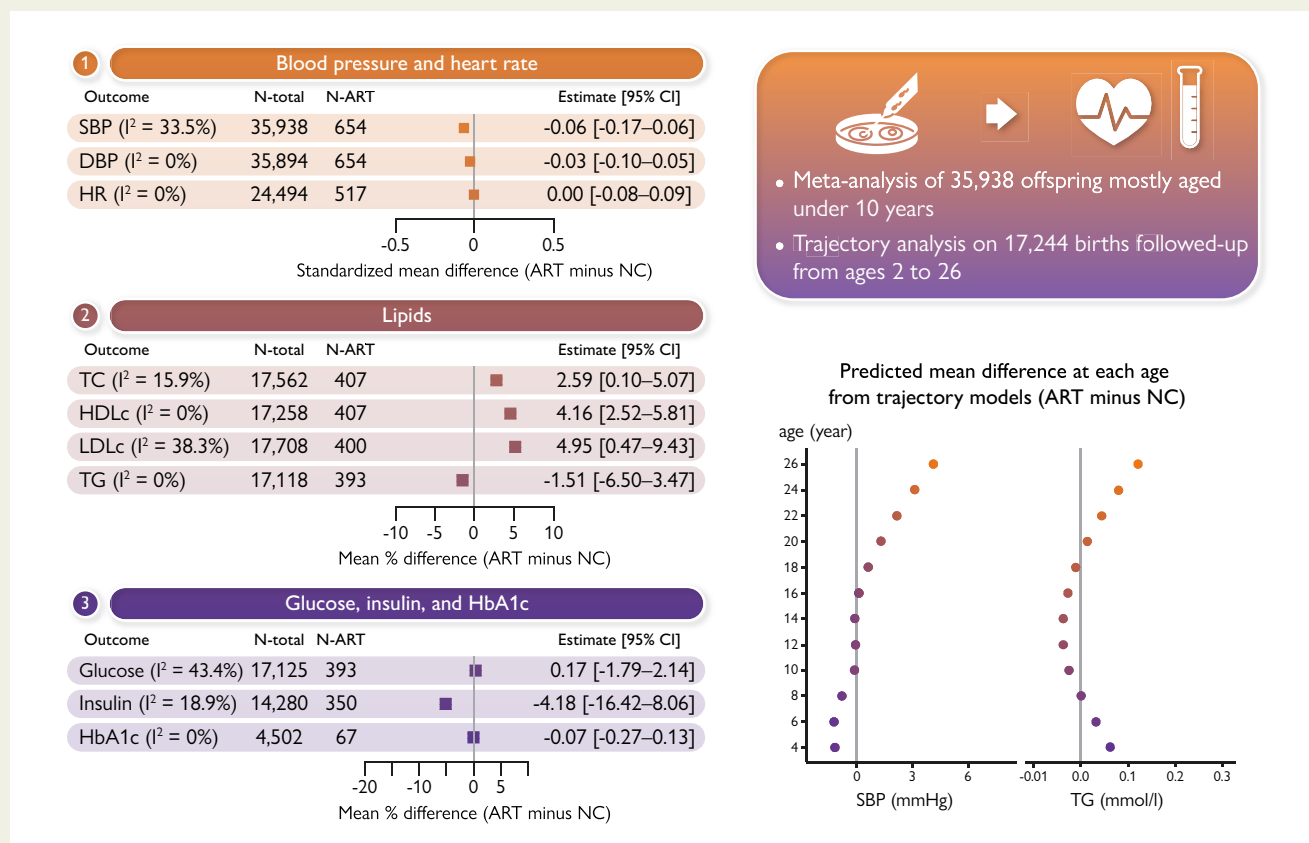 1 Blood pressure and heart rate
Outcome N-total N-ART Estimate [95% CI]
SBP (I² = 33.5%) 35,938 654 -0.06 [-0.17–0.06]
DBP (I² = 0%) 35,894 654 -0.03 [-0.10–0.05]
HR (I² = 0%) 24,494 517 0.00 [-0.08–0.09]
-0.5 0 0.5
Standardized mean difference (ART minus NC)
2 Lipids
Outcome N-total N-ART Estimate [95% CI]
TC (I² = 15.9%) 17,562 407 2.59 [0.10–5.07]
HDLc (I² = 0%) 17,258 407 4.16 [2.52–5.81]
LDLc (I² = 38.3%) 17,708 400 4.95 [0.47–9.43]
TG (I² = 0%) 17,118 393 -1.51 [-6.50–3.47]
-10 -5 0 5 10
Mean % difference (ART minus NC)
3 Glucose, insulin, and HbA1c
Outcome N-total N-ART Estimate [95% CI]
Glucose (I² = 43.4%) 17,125 393 0.17 [-1.79–2.14]
Insulin (I² = 18.9%) 14,280 350 -4.18 [-16.42–8.06]
HbA1c (I² = 0%) 4,502 67 -0.07 [-0.27–0.13]
-20 -10 0 5
Mean % difference (ART minus NC)
• Meta-analysis of 35,938 offspring mostly aged
under 10 years
• Trajectory analysis on 17,244 births followed-up
from ages 2 to 26
Predicted mean difference at each age
from trajectory models (ART minus NC)
age (year)
26
24
22
20
18
16
14
12
10
8
6
4
0 3 6 -0.01 0.0 0.1 0.2 0.3
SBP (mmHg) TG (mmol/l)